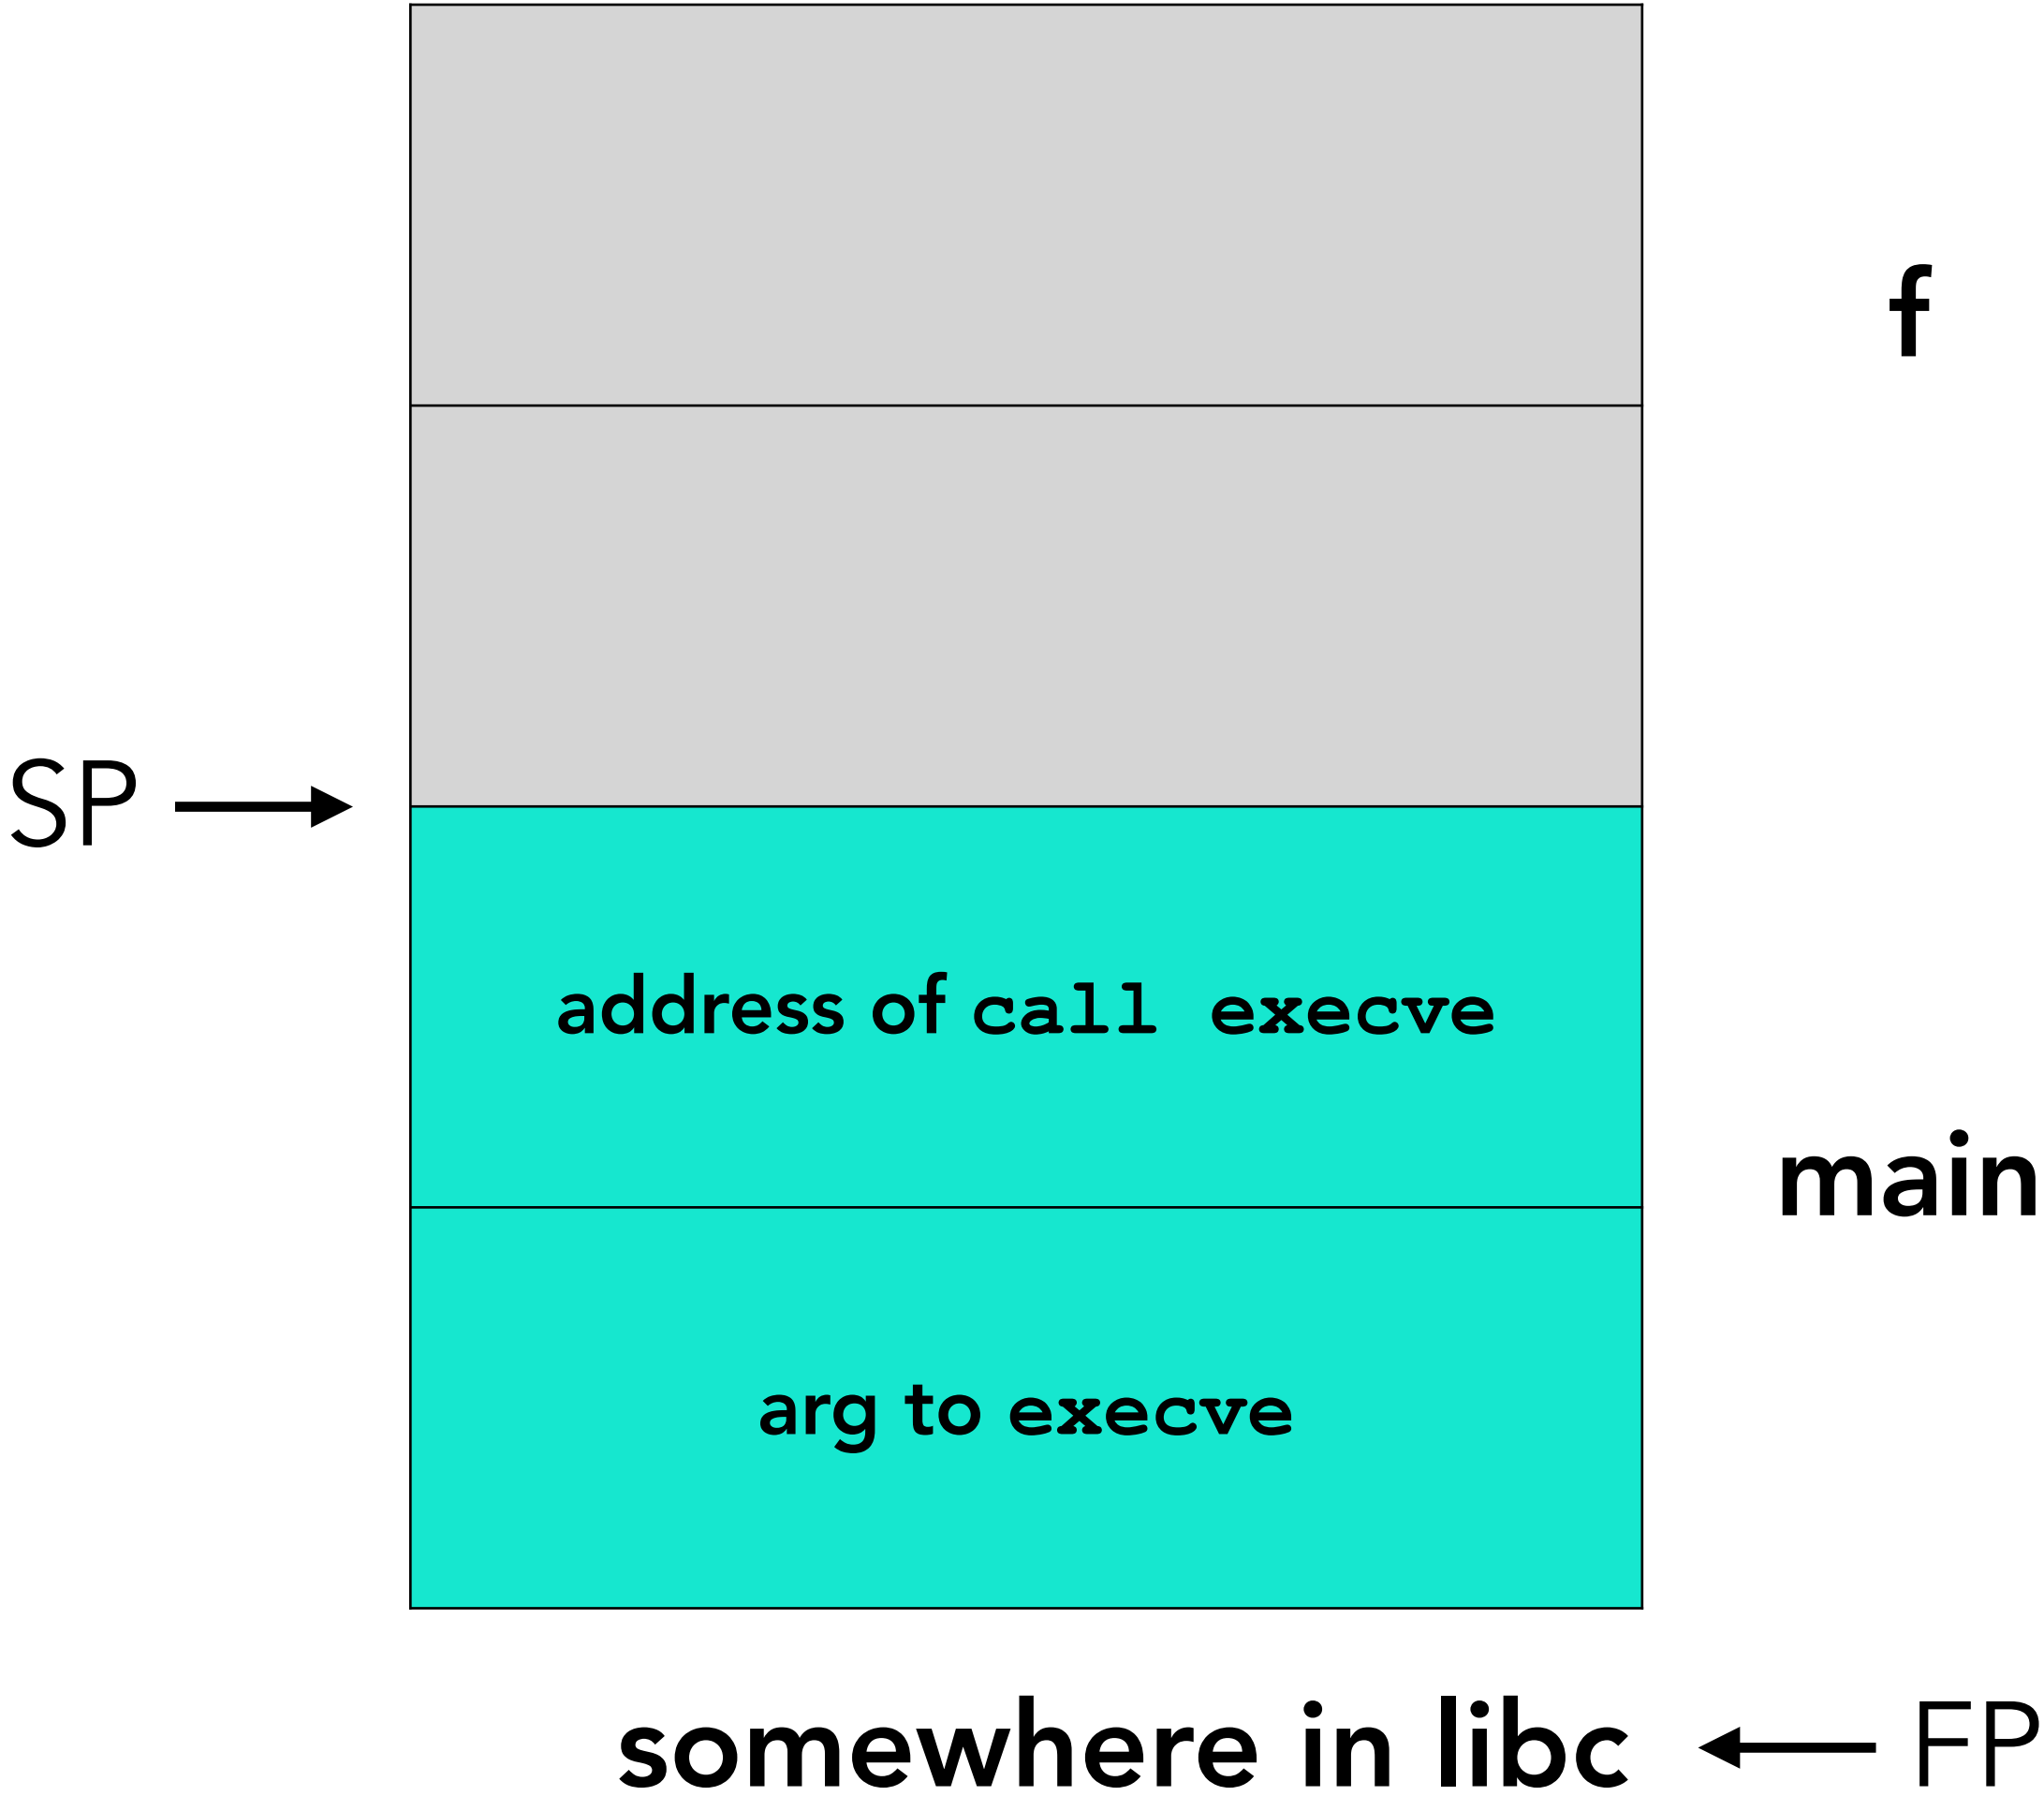 f
SP
address of call execve
main
arg to execve
somewhere in libc
FP